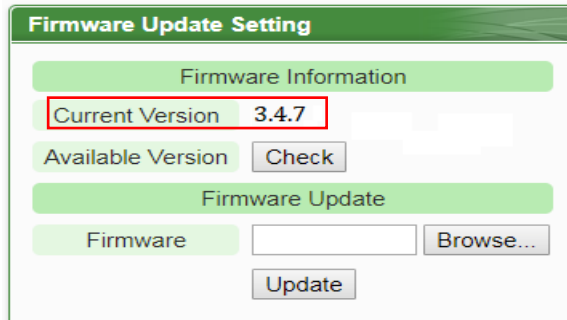 Firmware Update Setting
Firmware Information
Current Version 3.4.7
Available Version Check
Firmware Update
Firmware Browse...
Update